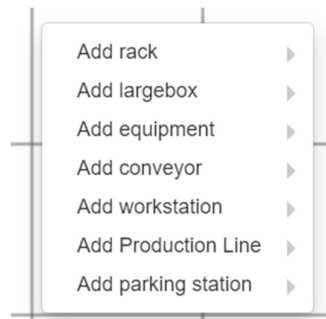 Add rack
Add largebox
Add equipment
Add conveyor
Add workstation
Add Production Line
Add parking station